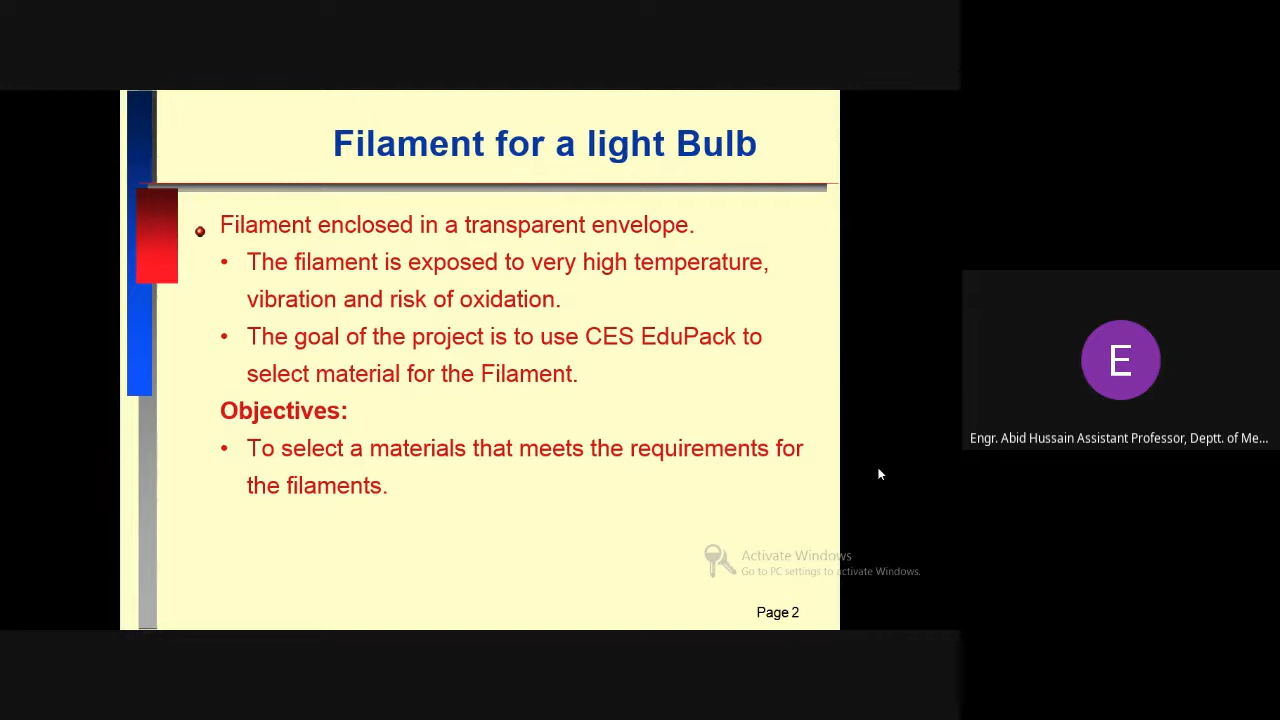 Filament for a light Bulb
Filament enclosed in a transparent envelope.
• The filament is exposed to very high temperature,
vibration and risk of oxidation.
• The goal of the project is to use CES EduPack to
select material for the Filament.
Objectives:
• To select a materials that meets the requirements for
the filaments.
Activate Windows
Go to PC settings to activate Windows.
Page 2
E
Engr. Abid Hussain Assistant Professor, Deptt. of Me...